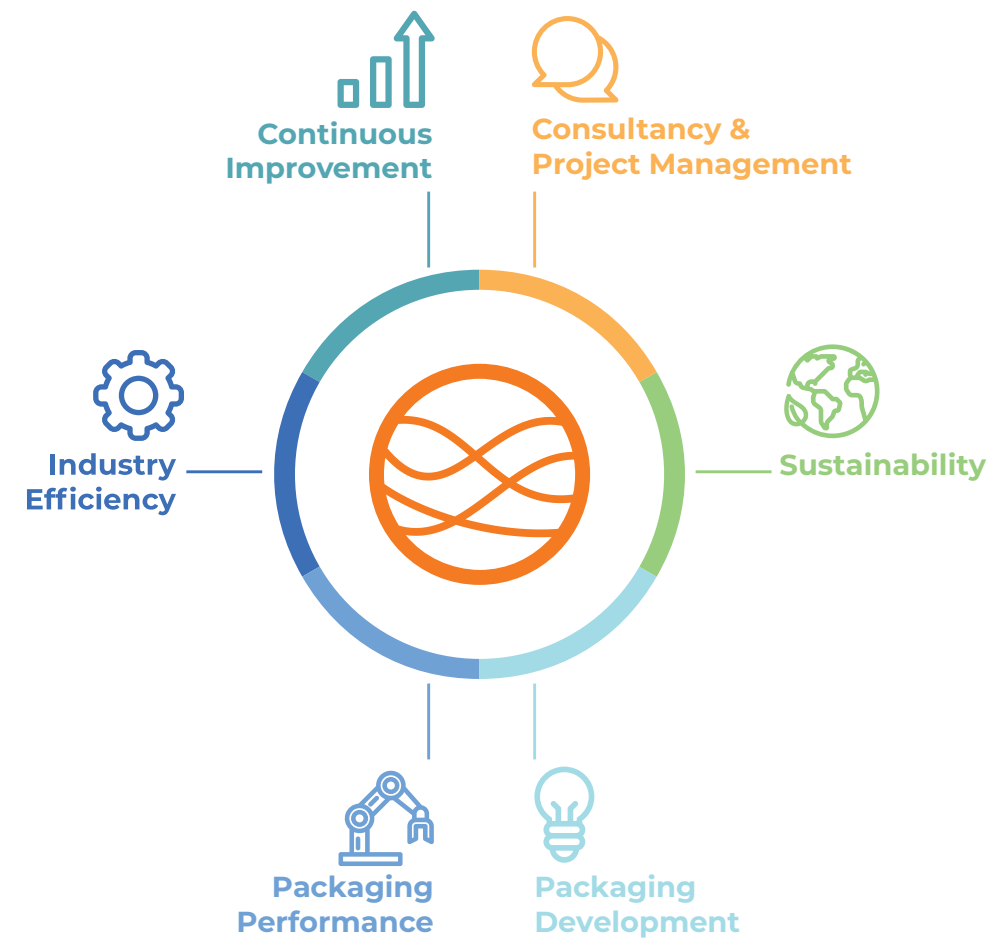 Continuous
Improvement
Consultancy &
Project Management
Industry
Efficiency
Sustainability
Packaging
Performance
Packaging
Development